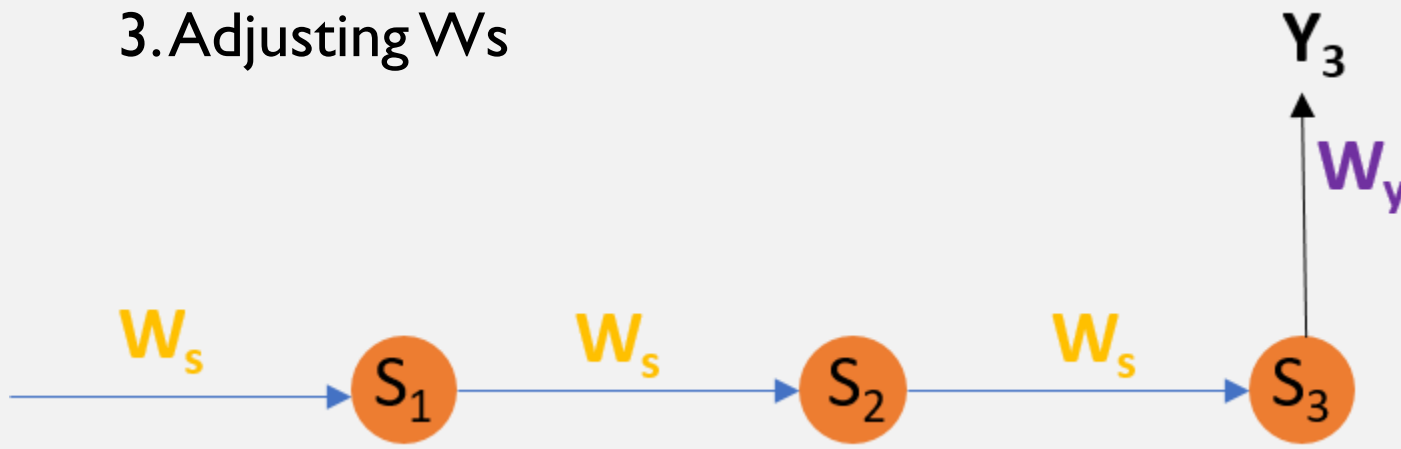 3. Adjusting Ws
Y₃
Wy
Wₛ
Wₛ
Wₛ
S₁
S₂
S₃